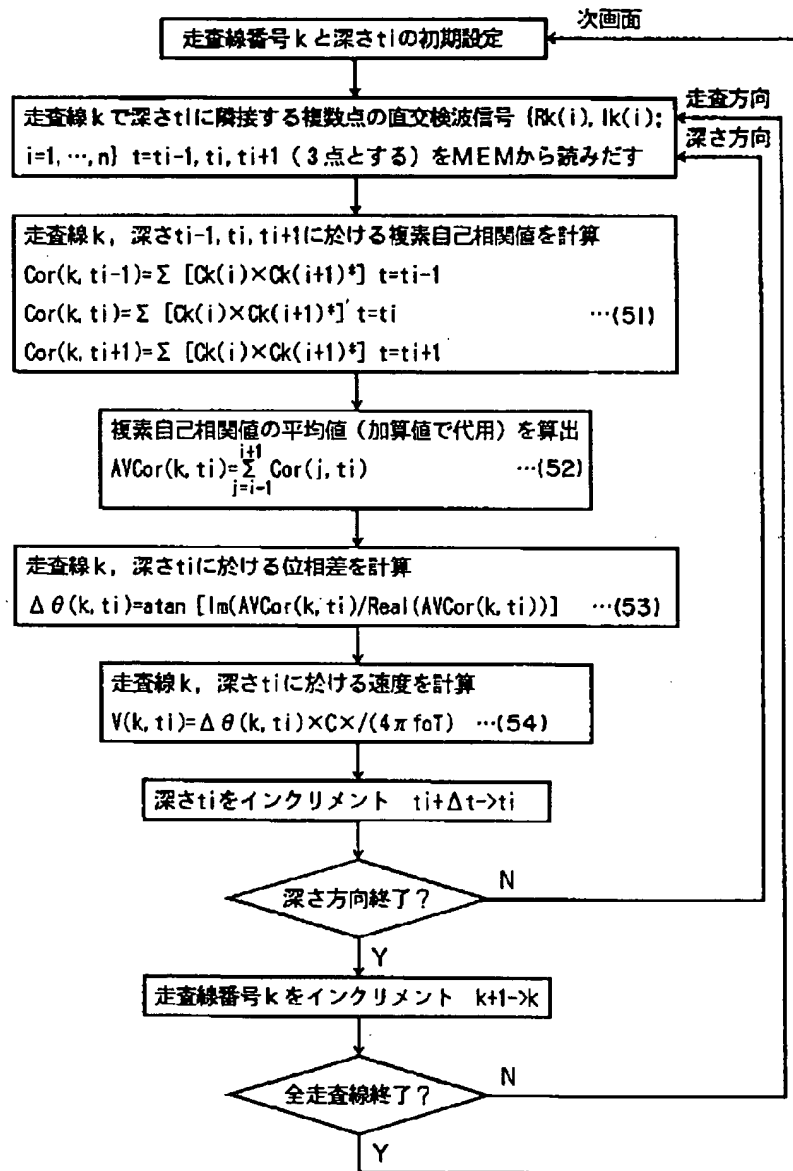 次画面
走査線番号kと深さtiの初期設定
走査方向
走査線kで深さtiに隣接する複数点の直交検波信号 {Rk(i), Ik(i);
深さ方向
i=1, …, n} t=ti-1, ti, ti+1 (3点とする) をMEMから読みだす
走査線k, 深さti-1, ti, ti+1に於ける複素自己相関値を計算
Cor(k, ti-1)=Σ [Ck(i)×Ck(i+1)*] t=ti-1
Cor(k, ti)=Σ [Ck(i)×Ck(i+1)*] t=ti …(51)
Cor(k, ti+1)=Σ [Ck(i)×Ck(i+1)*] t=ti+1
複素自己相関値の平均値 (加算値で代用) を算出
i+1
AVCor(k, ti)=Σ Cor(j, ti) …(52)
j=i-1
走査線k, 深さtiに於ける位相差を計算
Δθ(k, ti)=atan [Im(AVCor(k, ti)/Real(AVCor(k, ti))] …(53)
走査線k, 深さtiに於ける速度を計算
V(k, ti)=Δθ(k, ti)×C×/(4πfoT) …(54)
深さtiをインクリメント ti+Δt->ti
深さ方向終了?
N
Y
走査線番号kをインクリメント k+1->k
全走査線終了?
N
Y